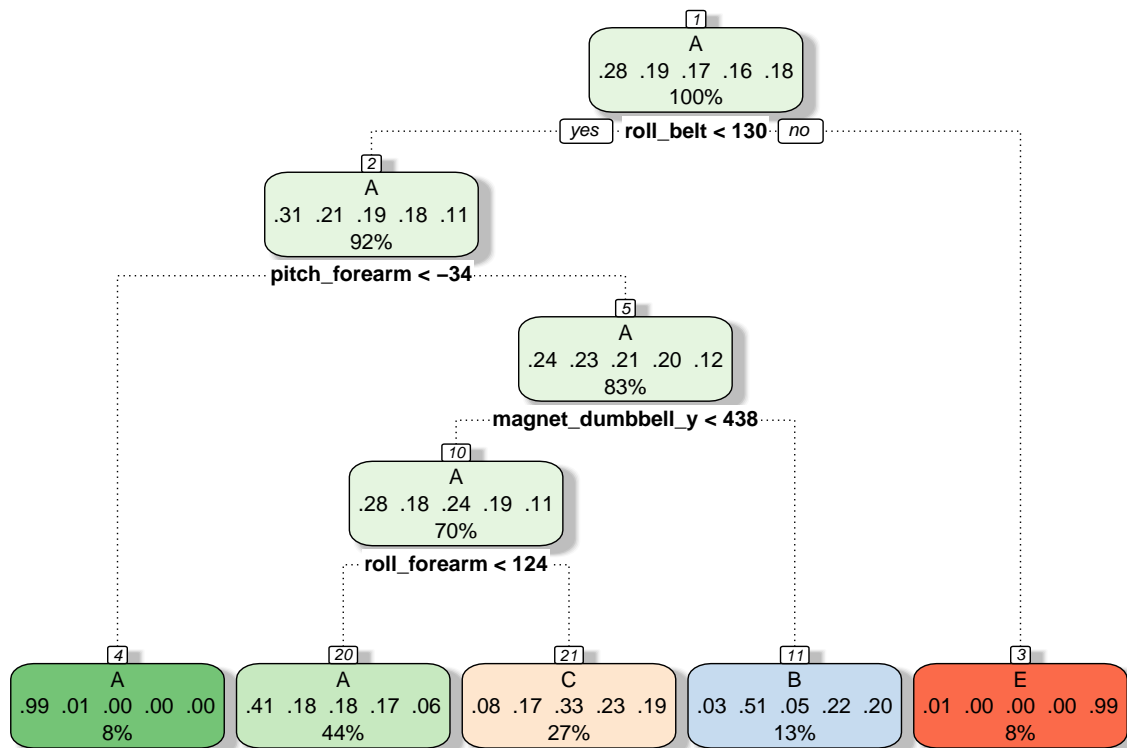 1
A
.28 .19 .17 .16 .18
100%
yes roll_belt < 130 no
2
A
.31 .21 .19 .18 .11
92%
pitch_forearm < −34
5
A
.24 .23 .21 .20 .12
83%
magnet_dumbbell_y < 438
10
A
.28 .18 .24 .19 .11
70%
roll_forearm < 124
4
A
.99 .01 .00 .00 .00
8%
20
A
.41 .18 .18 .17 .06
44%
21
C
.08 .17 .33 .23 .19
27%
11
B
.03 .51 .05 .22 .20
13%
3
E
.01 .00 .00 .00 .99
8%